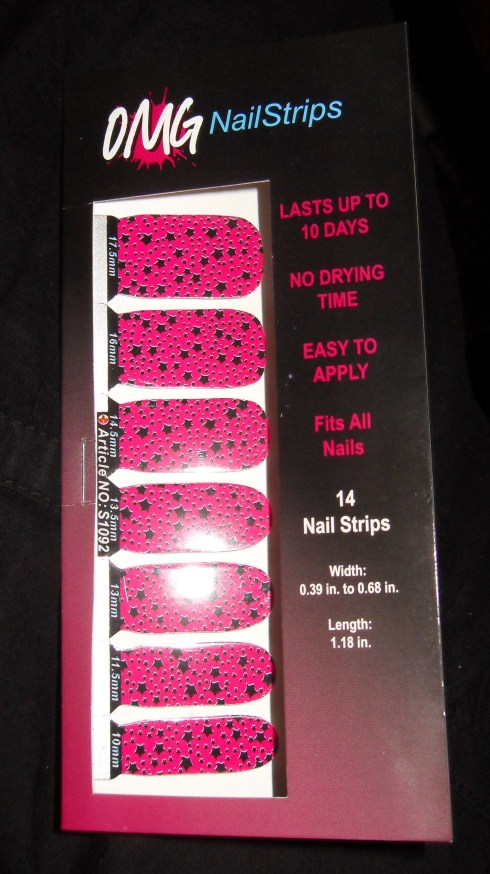 OMG NailStrips
LASTS UP TO
10 DAYS
NO DRYING
TIME
EASY TO
APPLY
Fits All
Nails
14
Nail Strips
Width:
0.39 in. to 0.68 in.
Length:
1.18 in.
17.5mm
16mm
14.5mm
13.5mm
13mm
11.5mm
10mm
Article NO: S1092